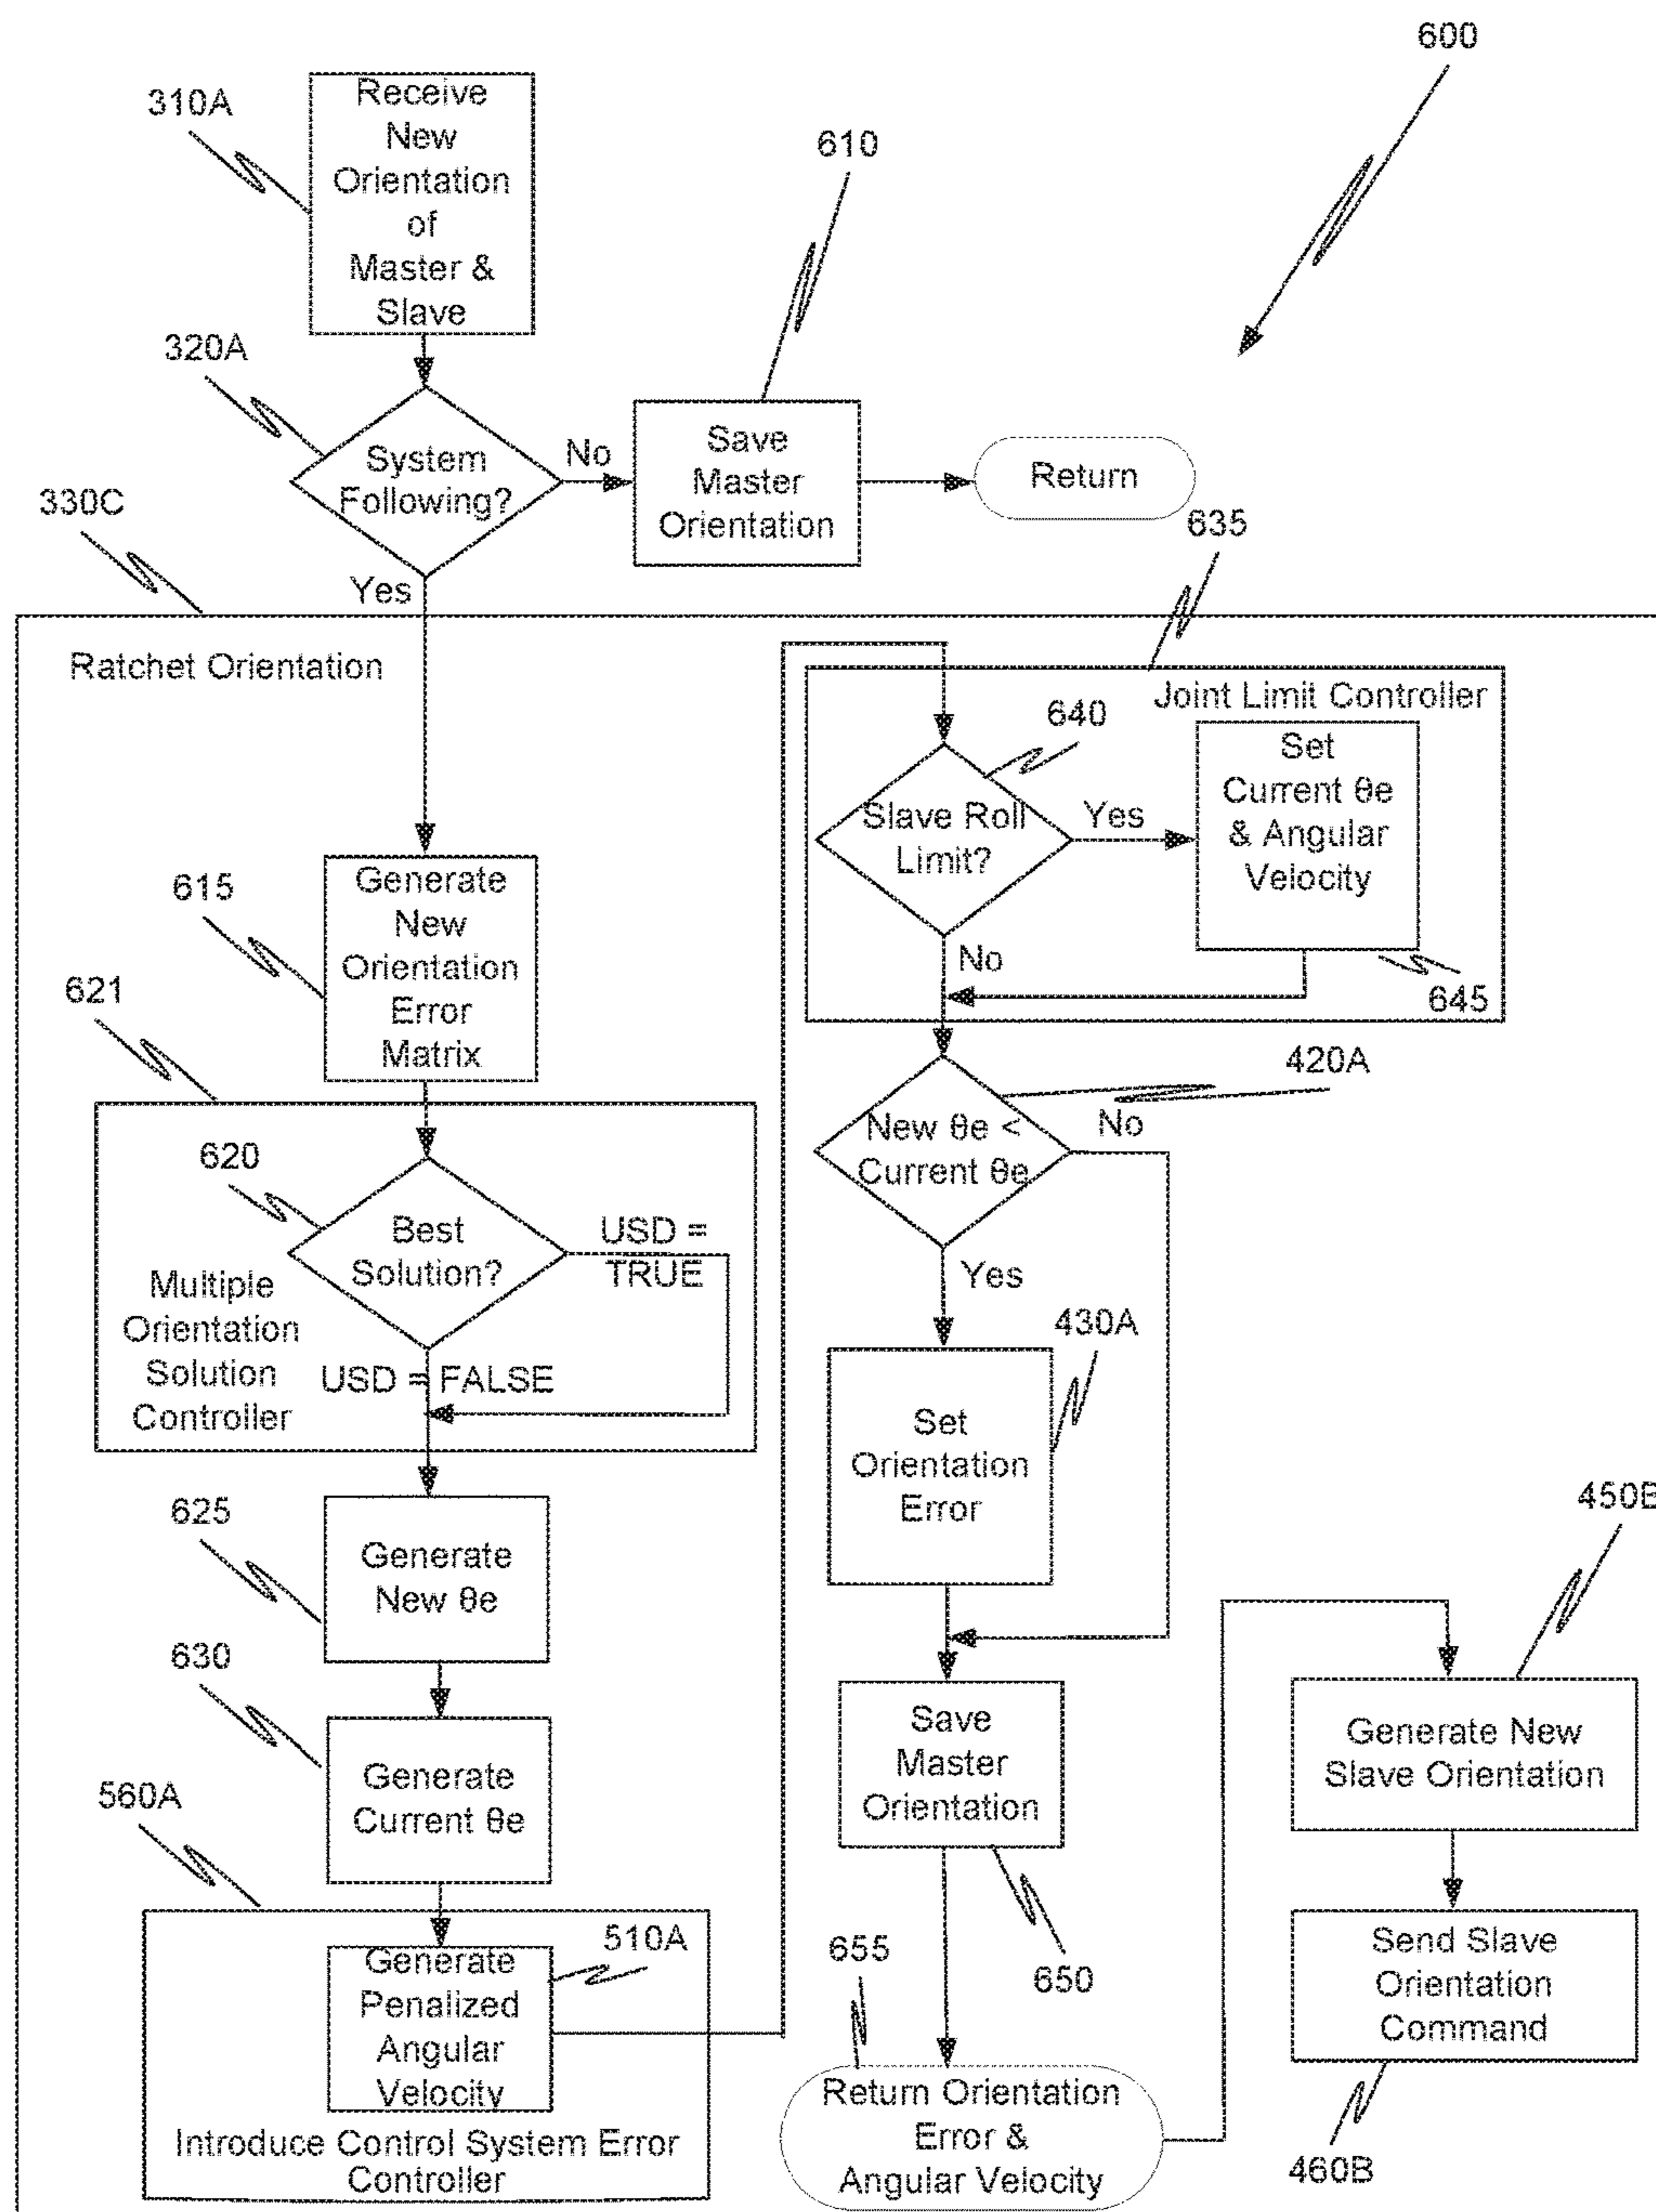 600
310A
Receive
New
Orientation
of
Master &
Slave
610
320A
System
Following?
No
Save
Master
Orientation
Return
330C
Yes
635
Ratchet Orientation
Joint Limit Controller
640
Slave Roll
Limit?
Yes
Set
Current θe
& Angular
Velocity
No
645
615
Generate
New
Orientation
Error
Matrix
621
620
Best
Solution?
USD =
TRUE
Multiple
Orientation
Solution
Controller
USD = FALSE
420A
New θe <
Current θe
No
Yes
430A
Set
Orientation
Error
625
Generate
New θe
630
Generate
Current θe
560A
510A
Generate
Penalized
Angular
Velocity
Introduce Control System Error
Controller
Save
Master
Orientation
650
655
Return Orientation
Error &
Angular Velocity
450B
Generate New
Slave Orientation
Send Slave
Orientation
Command
460B